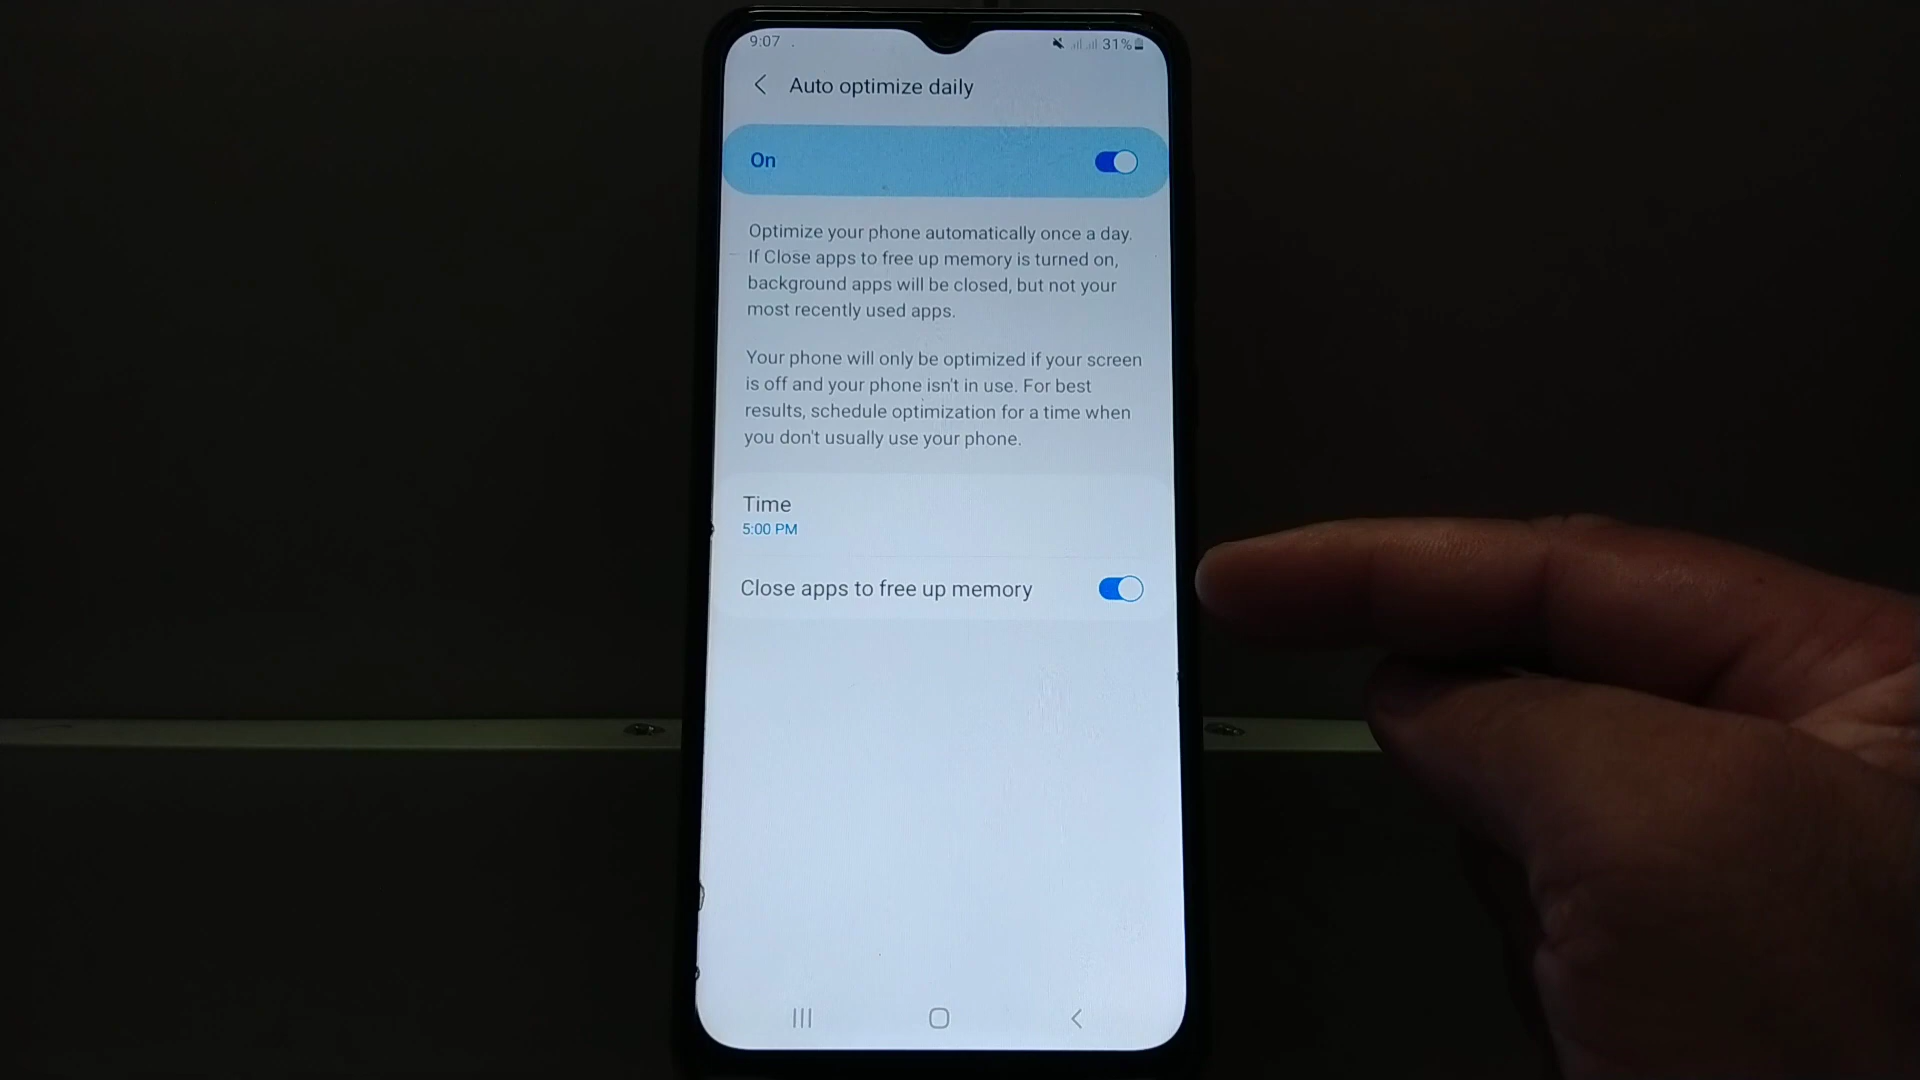 9:07
31%
Auto optimize daily
On
Optimize your phone automatically once a day.
If Close apps to free up memory is turned on,
background apps will be closed, but not your
most recently used apps.
Your phone will only be optimized if your screen
is off and your phone isn't in use. For best
results, schedule optimization for a time when
you don't usually use your phone.
Time
5:00 PM
Close apps to free up memory